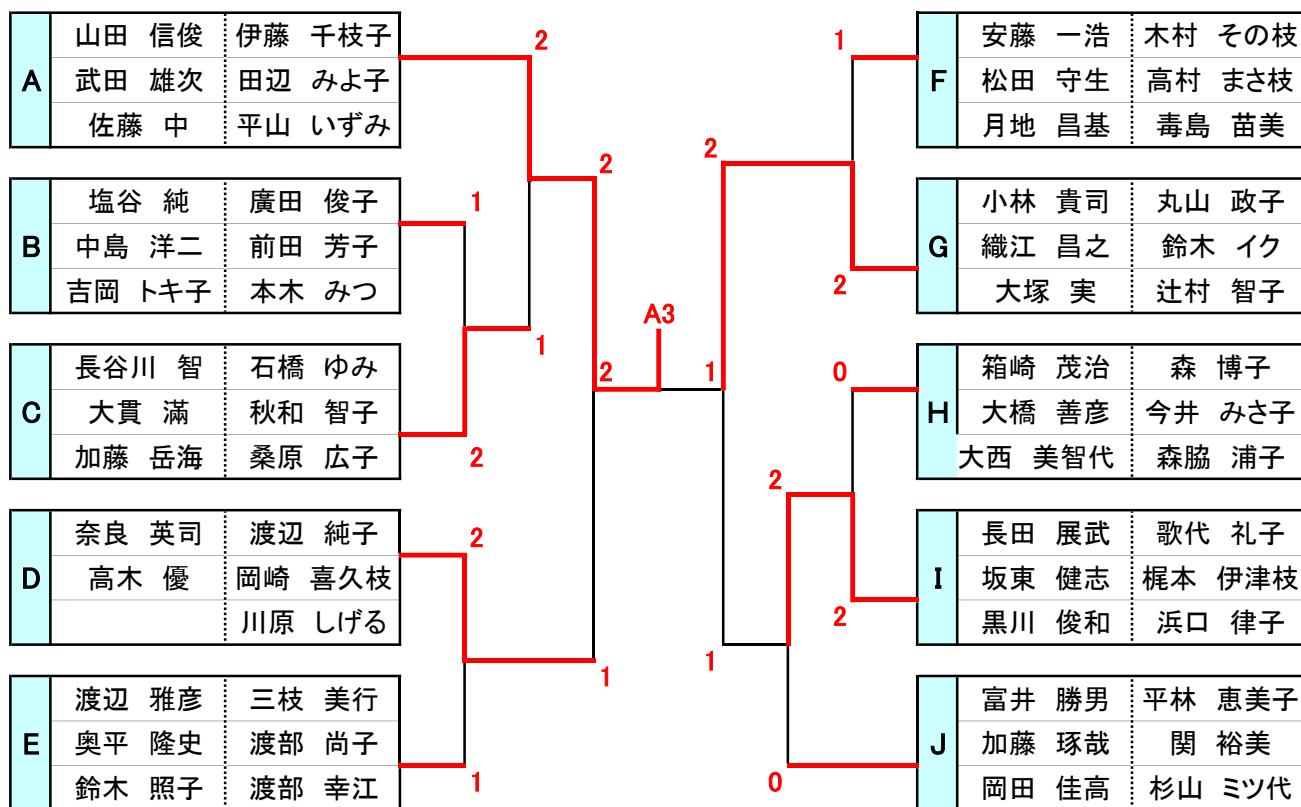 A
山田 信俊 伊藤 千枝子
武田 雄次 田辺 みよ子
佐藤 中 平山 いずみ
B
塩谷 純 廣田 俊子
中島 洋二 前田 芳子
吉岡 トキ子 本木 みつ
C
長谷川 智 石橋 ゆみ
大貫 滿 秋和 智子
加藤 岳海 桑原 広子
D
奈良 英司 渡辺 純子
高木 優 岡崎 喜久枝
川原 しげる
E
渡辺 雅彦 三枝 美行
奥平 隆史 渡部 尚子
鈴木 照子 渡部 幸江
2
1
2
1
2
2
1
1
2
A3
1
2
1
1
2
0
2
2
0
F
安藤 一浩 木村 その枝
松田 守生 高村 まさ枝
月地 昌基 毒島 苗美
G
小林 貴司 丸山 政子
織江 昌之 鈴木 イク
大塚 実 辻村 智子
H
箱崎 茂治 森 博子
大橋 善彦 今井 みさ子
大西 美智代 森脇 浦子
I
長田 展武 歌代 礼子
坂東 健志 梶本 伊津枝
黒川 俊和 浜口 律子
J
富井 勝男 平林 恵美子
加藤 琢哉 関 裕美
岡田 佳高 杉山 ミツ代